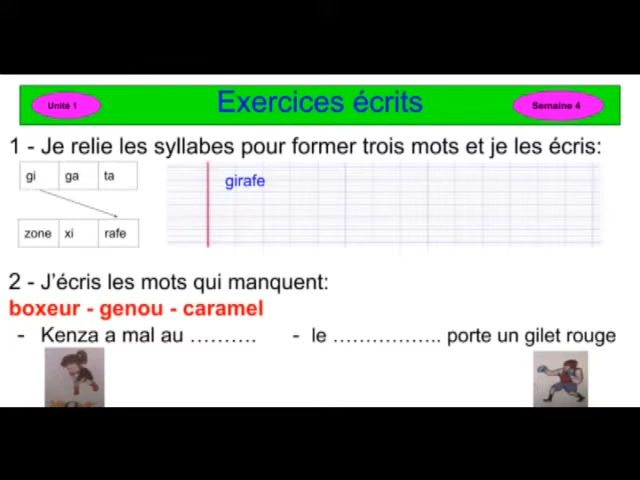 Unité 1 Exercices écrits Semaine 4
1 - Je relie les syllabes pour former trois mots et je les écris:
gi ga ta
girafe
zone xi rafe
2 - J'écris les mots qui manquent:
boxeur - genou - caramel
- Kenza a mal au ………. - le …………….. porte un gilet rouge